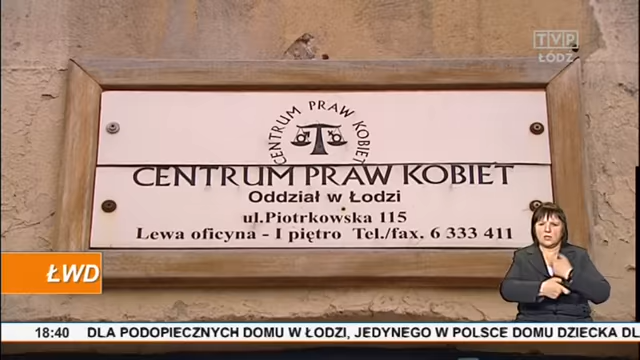 TVP
ŁÓDŹ
CENTRUM PRAW KOBIET
CENTRUM PRAW KOBIET
Oddział w Łodzi
ul.Piotrkowska 115
Lewa oficyna - I piętro Tel./fax. 6 333 411
ŁWD
18:40 DLA PODOPIECZNYCH DOMU W ŁODZI, JEDYNEGO W POLSCE DOMU DZIECKA DL